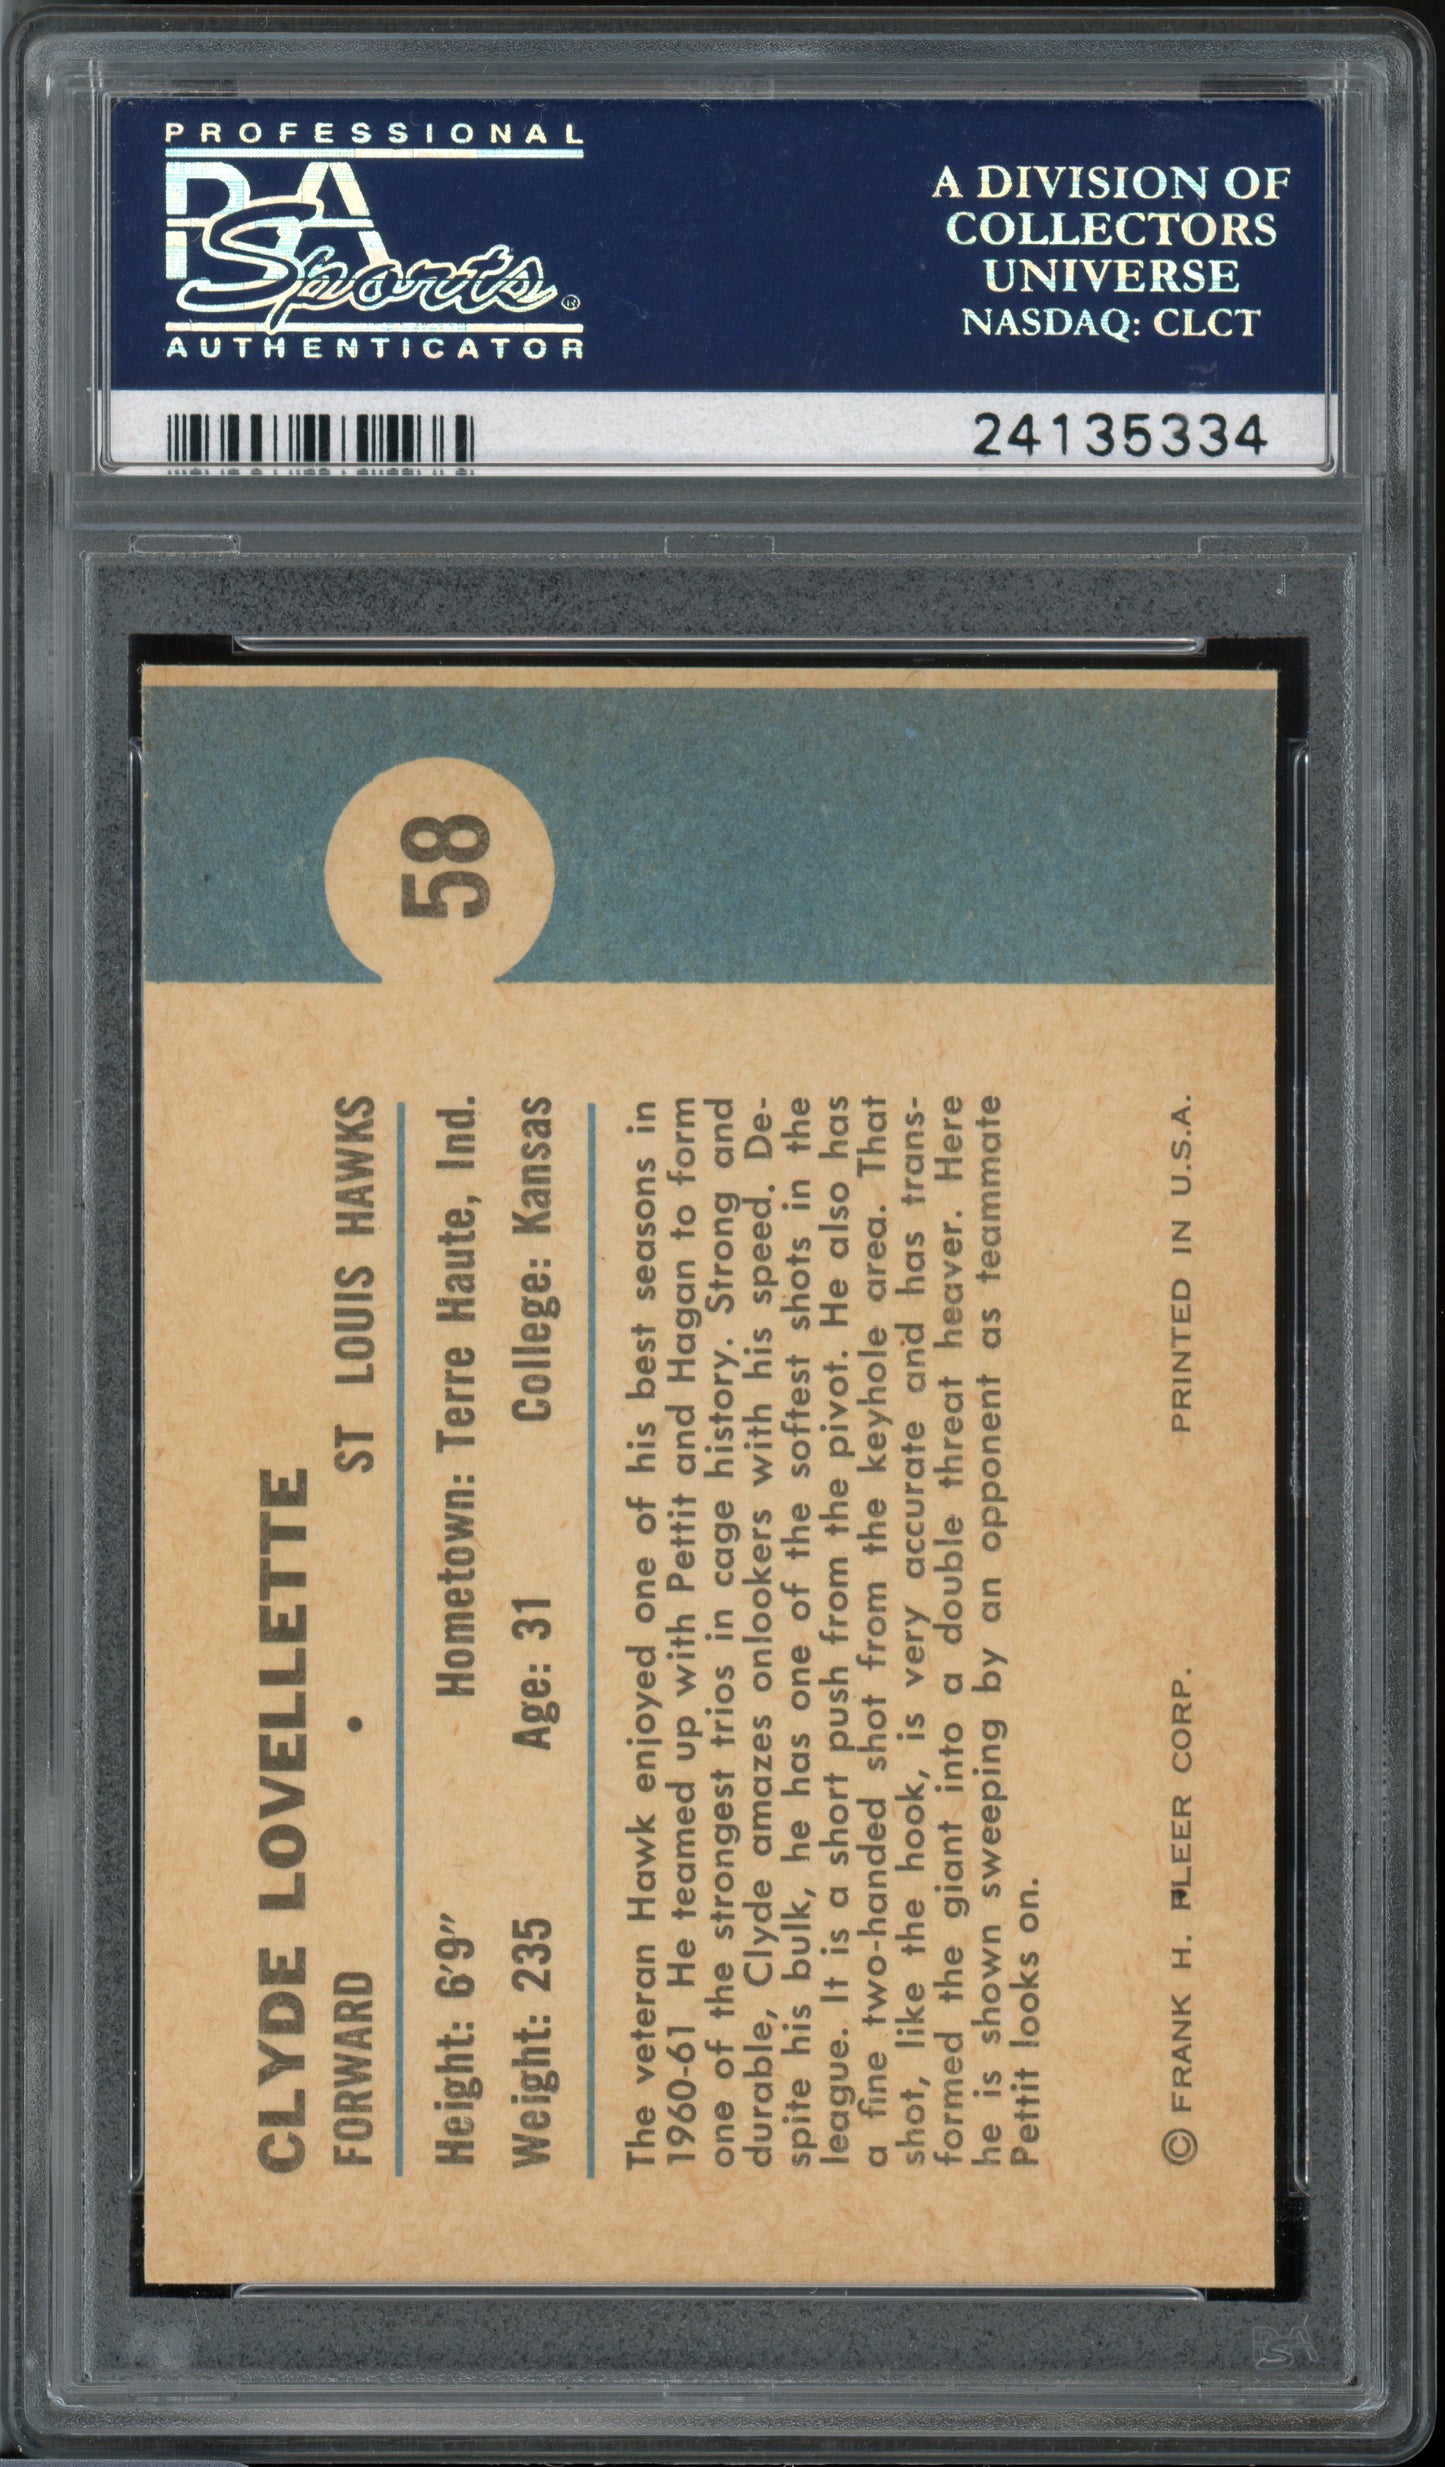 PROFESSIONAL
PSA
Sports®
AUTHENTICATOR
A DIVISION OF
COLLECTORS
UNIVERSE
NASDAQ: CLCT
24135334
58
CLYDE LOVELLETTE
FORWARD • ST LOUIS HAWKS
Height: 6'9" Hometown: Terre Haute, Ind.
Weight: 235 Age: 31 College: Kansas
The veteran Hawk enjoyed one of his best seasons in
1960-61 He teamed up with Pettit and Hagan to form
one of the strongest trios in cage history. Strong and
durable, Clyde amazes onlookers with his speed. De-
spite his bulk, he has one of the softest shots in the
league. It is a short push from the pivot. He also has
a fine two-handed shot from the keyhole area. That
shot, like the hook, is very accurate and has trans-
formed the giant into a double threat heaver. Here
he is shown sweeping by an opponent as teammate
Pettit looks on.
© FRANK H. FLEER CORP. PRINTED IN U.S.A.
PSA